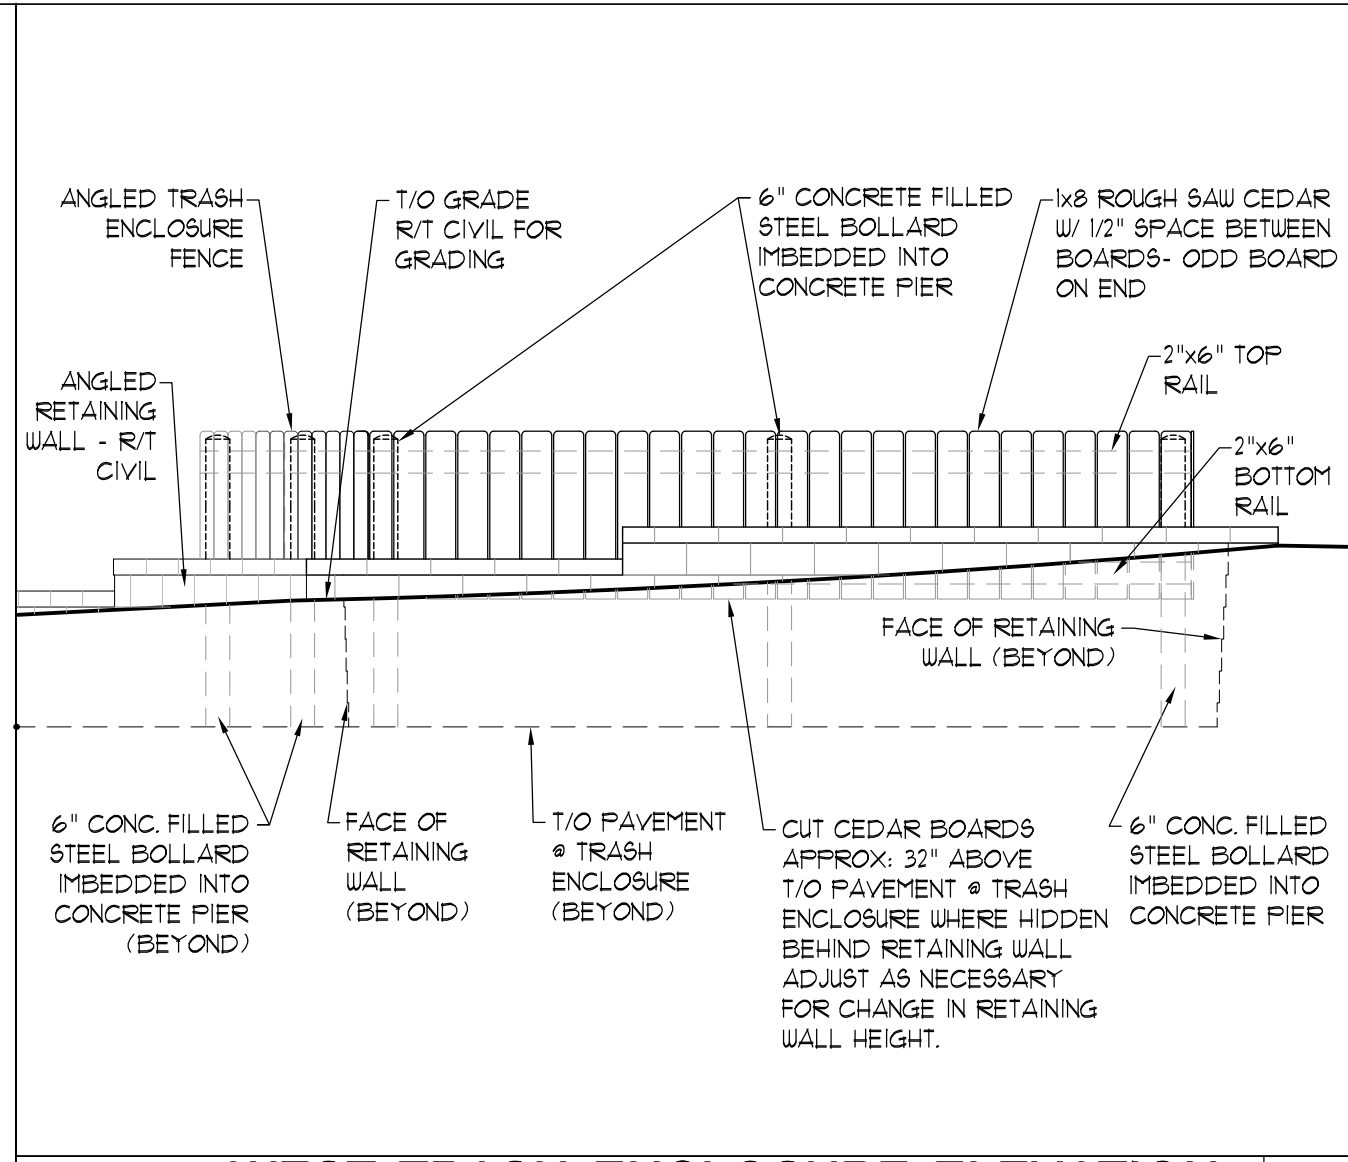 ANGLED TRASH
ENCLOSURE
FENCE
T/O GRADE
R/T CIVIL FOR
GRADING
6" CONCRETE FILLED
STEEL BOLLARD
IMBEDDED INTO
CONCRETE PIER
1x8 ROUGH SAW CEDAR
W/ 1/2" SPACE BETWEEN
BOARDS- ODD BOARD
ON END
2"x6" TOP
RAIL
ANGLED
RETAINING
WALL - R/T
CIVIL
2"x6"
BOTTOM
RAIL
FACE OF RETAINING
WALL (BEYOND)
6" CONC. FILLED
STEEL BOLLARD
IMBEDDED INTO
CONCRETE PIER
(BEYOND)
FACE OF
RETAINING
WALL
(BEYOND)
T/O PAVEMENT
@ TRASH
ENCLOSURE
(BEYOND)
CUT CEDAR BOARDS
APPROX: 32" ABOVE
T/O PAVEMENT @ TRASH
ENCLOSURE WHERE HIDDEN
BEHIND RETAINING WALL
ADJUST AS NECESSARY
FOR CHANGE IN RETAINING
WALL HEIGHT.
6" CONC. FILLED
STEEL BOLLARD
IMBEDDED INTO
CONCRETE PIER
WEST TRASH ENCLOSURE ELEVATION